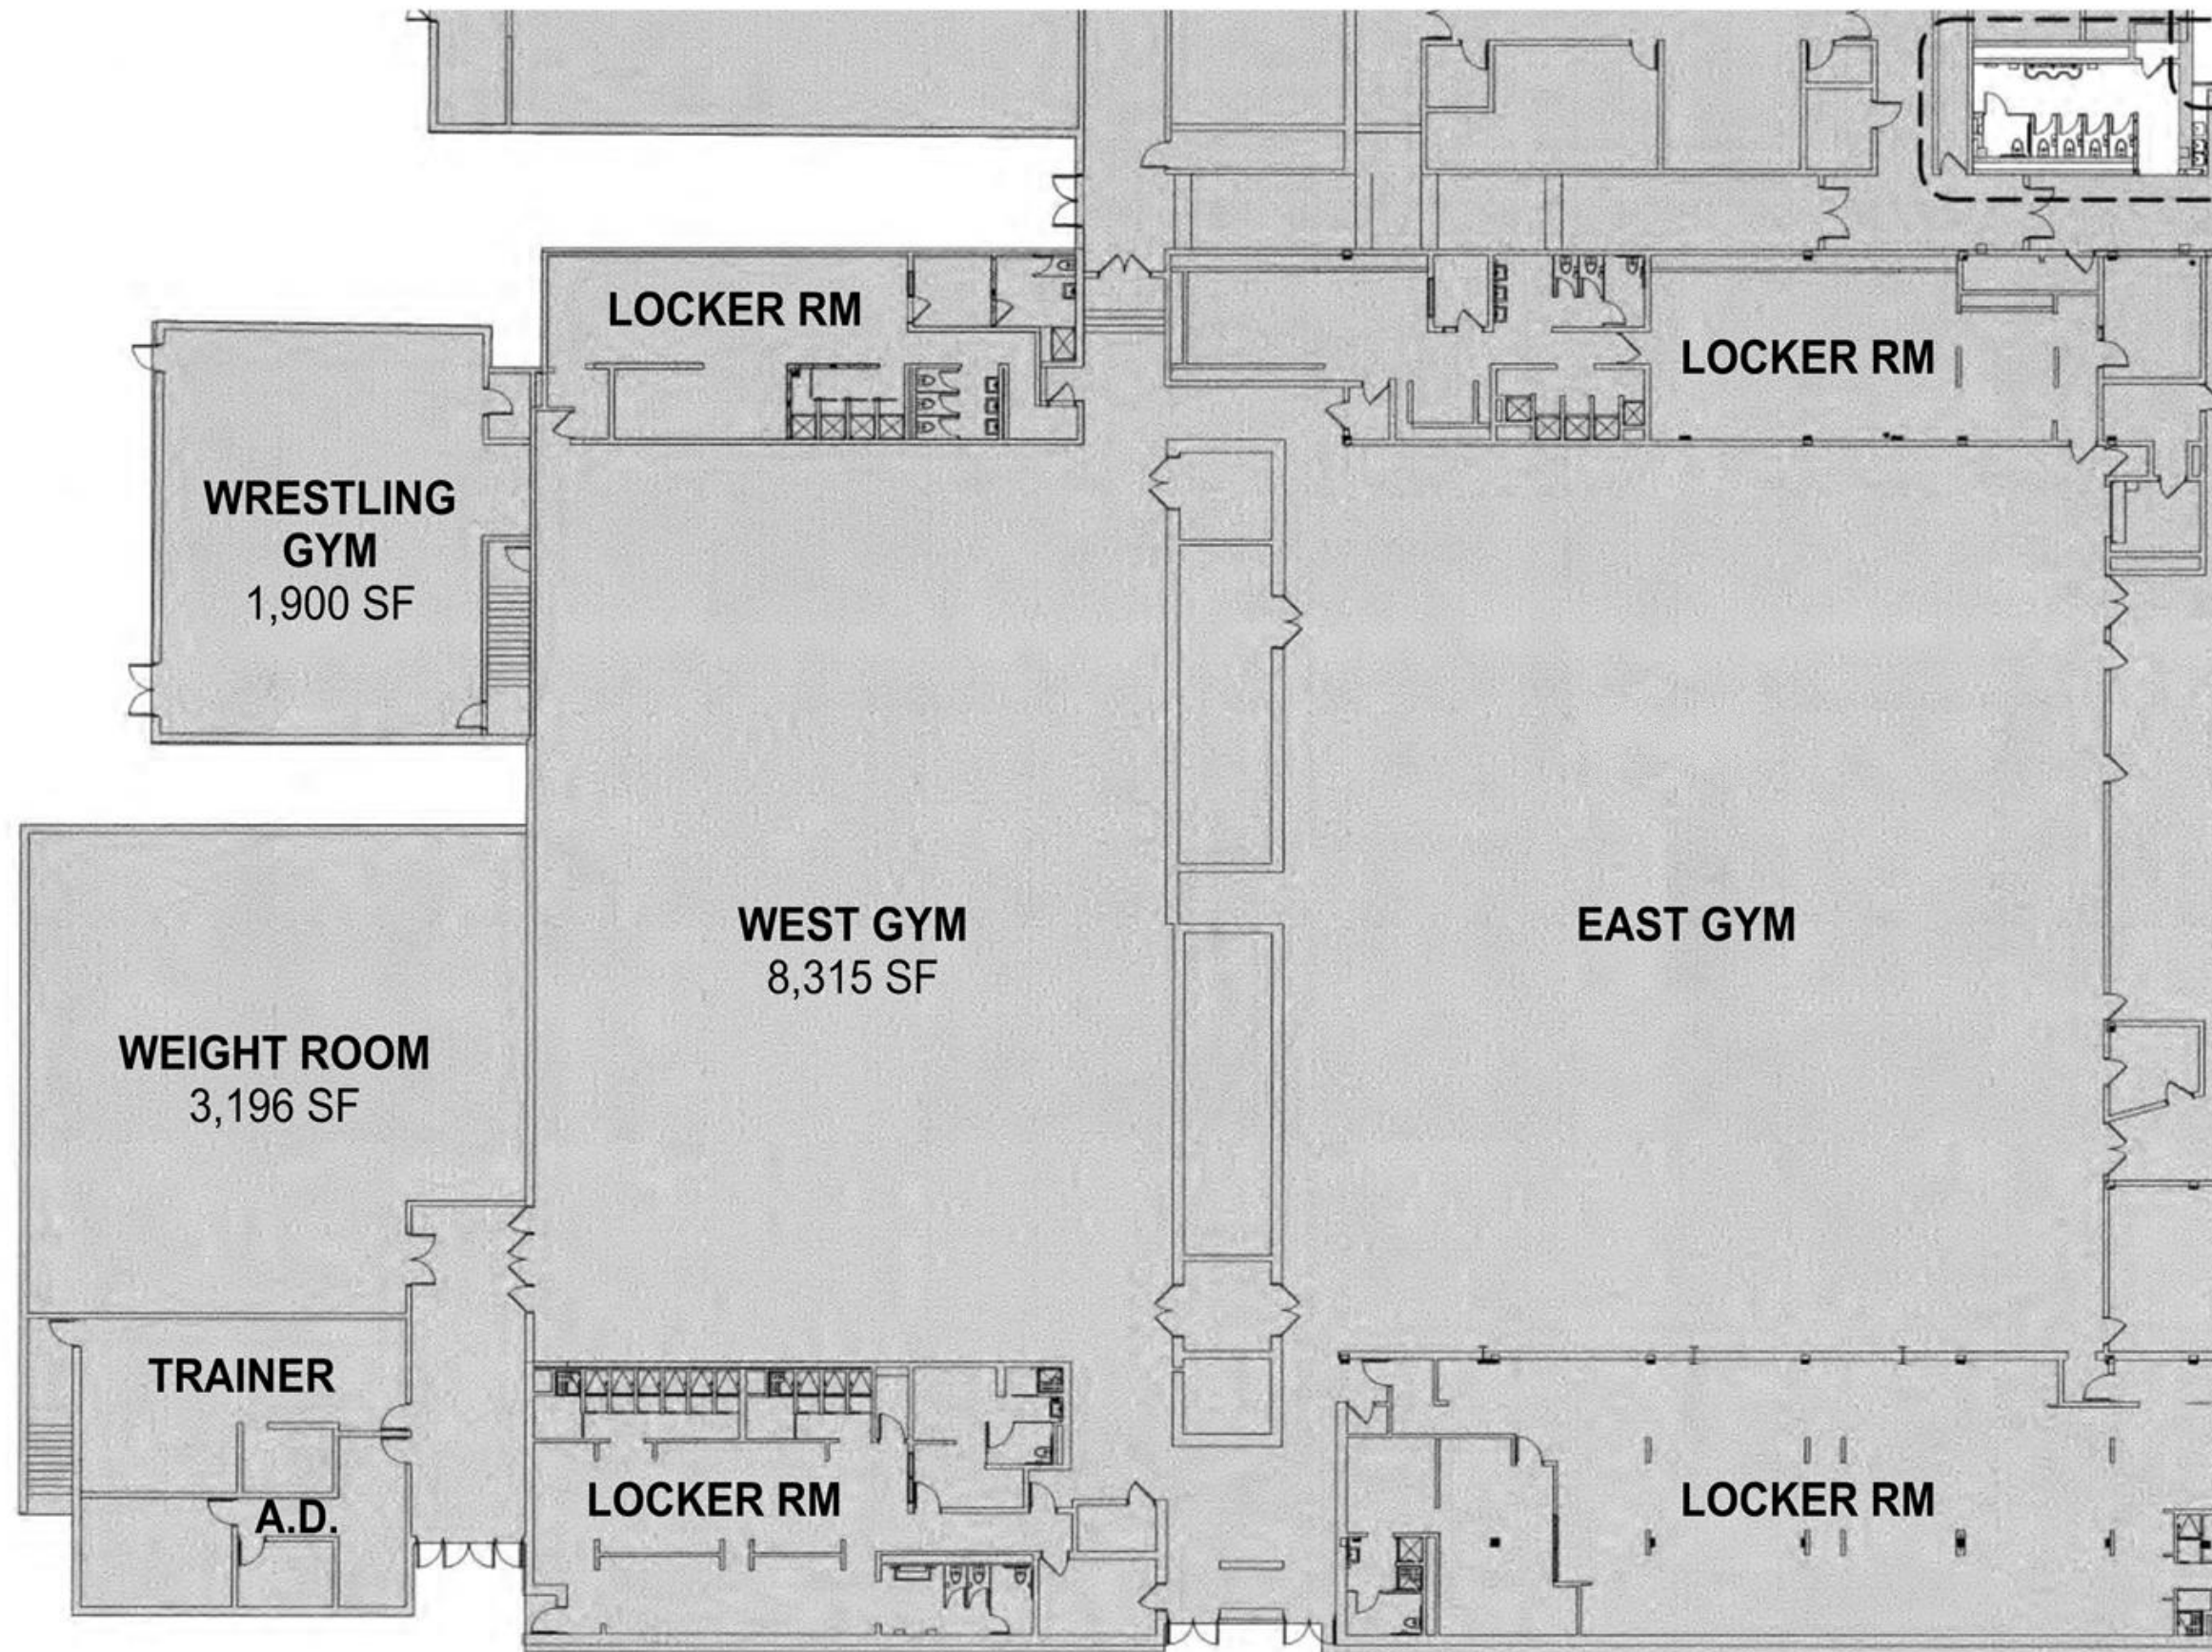 LOCKER RM
LOCKER RM
WRESTLING
GYM
1,900 SF
WEST GYM
8,315 SF
EAST GYM
WEIGHT ROOM
3,196 SF
TRAINER
LOCKER RM
LOCKER RM
A.D.